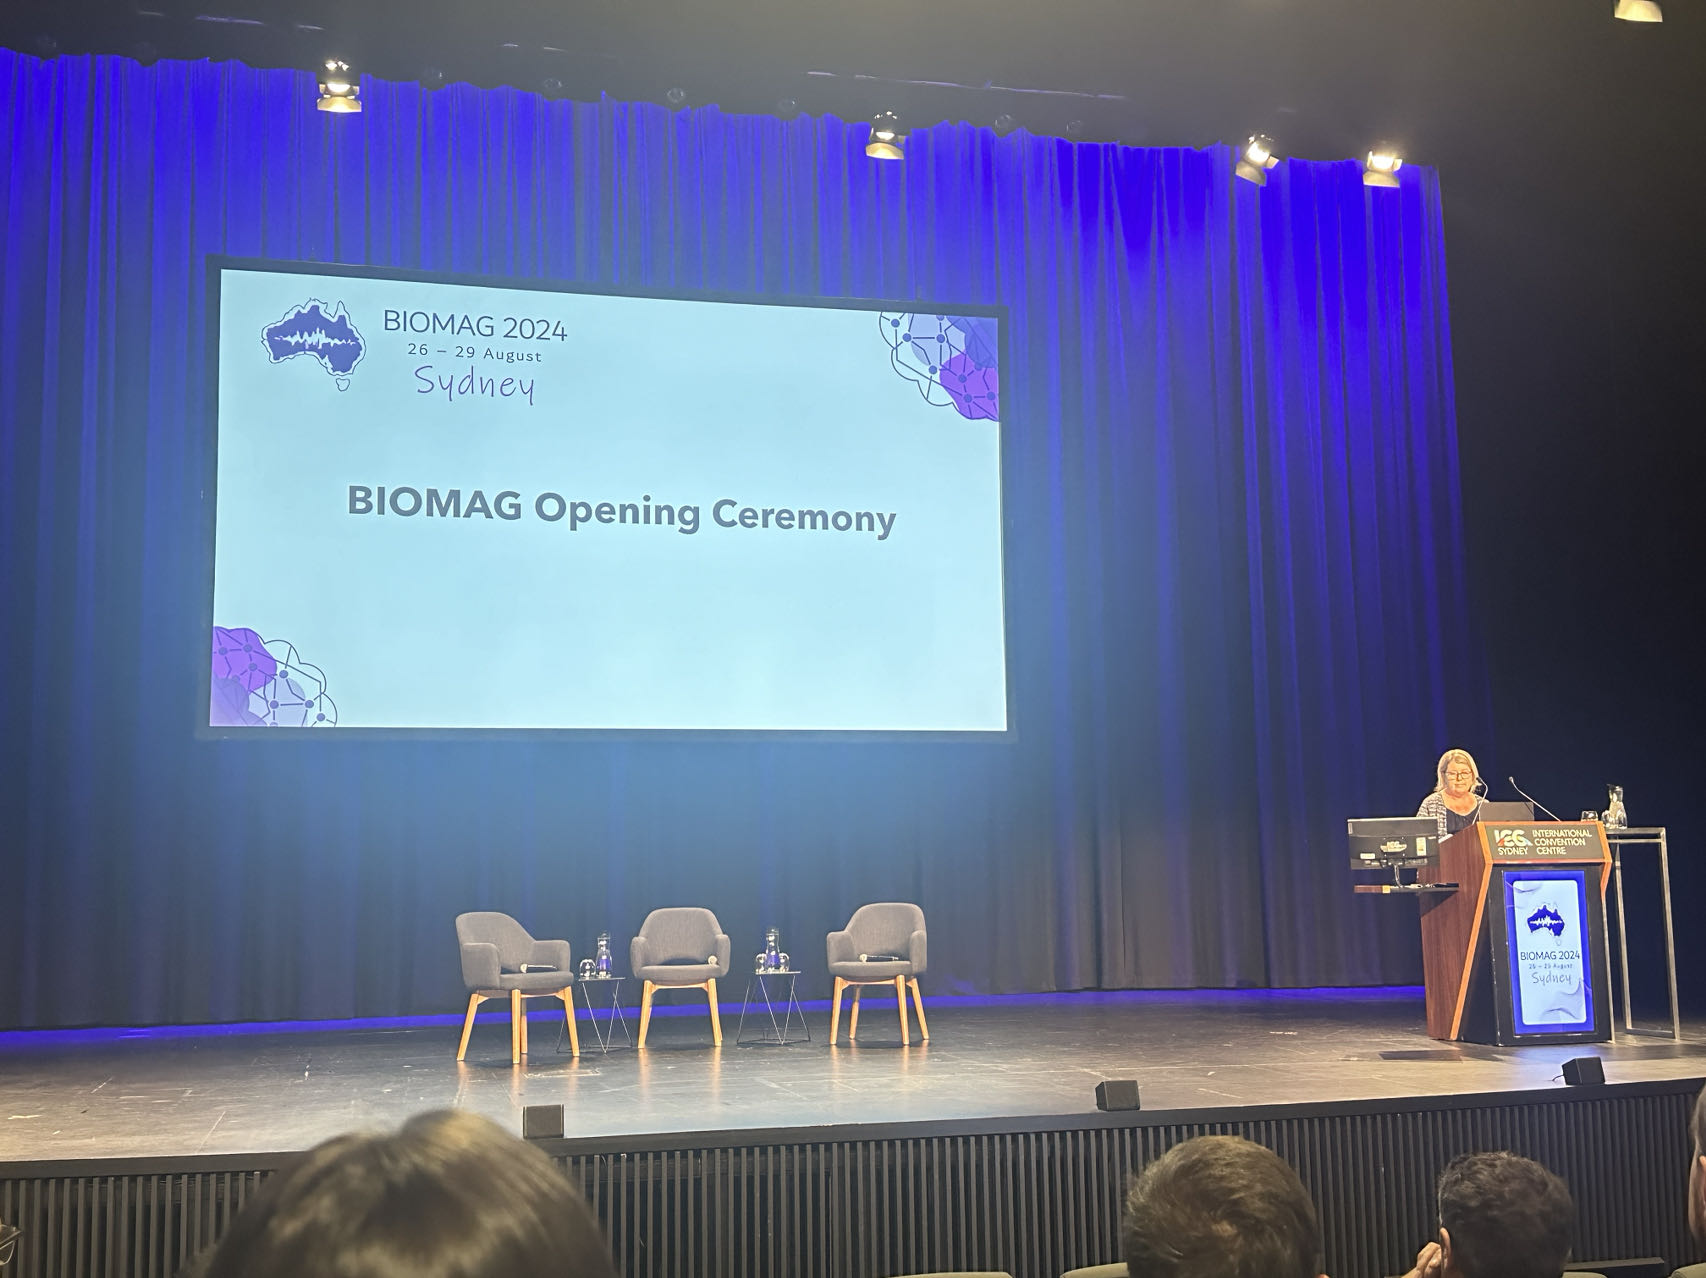 BIOMAG 2024
26 – 29 August
Sydney
BIOMAG Opening Ceremony
ICC
SYDNEY
INTERNATIONAL
CONVENTION
CENTRE
BIOMAG 2024
26 – 29 August
Sydney